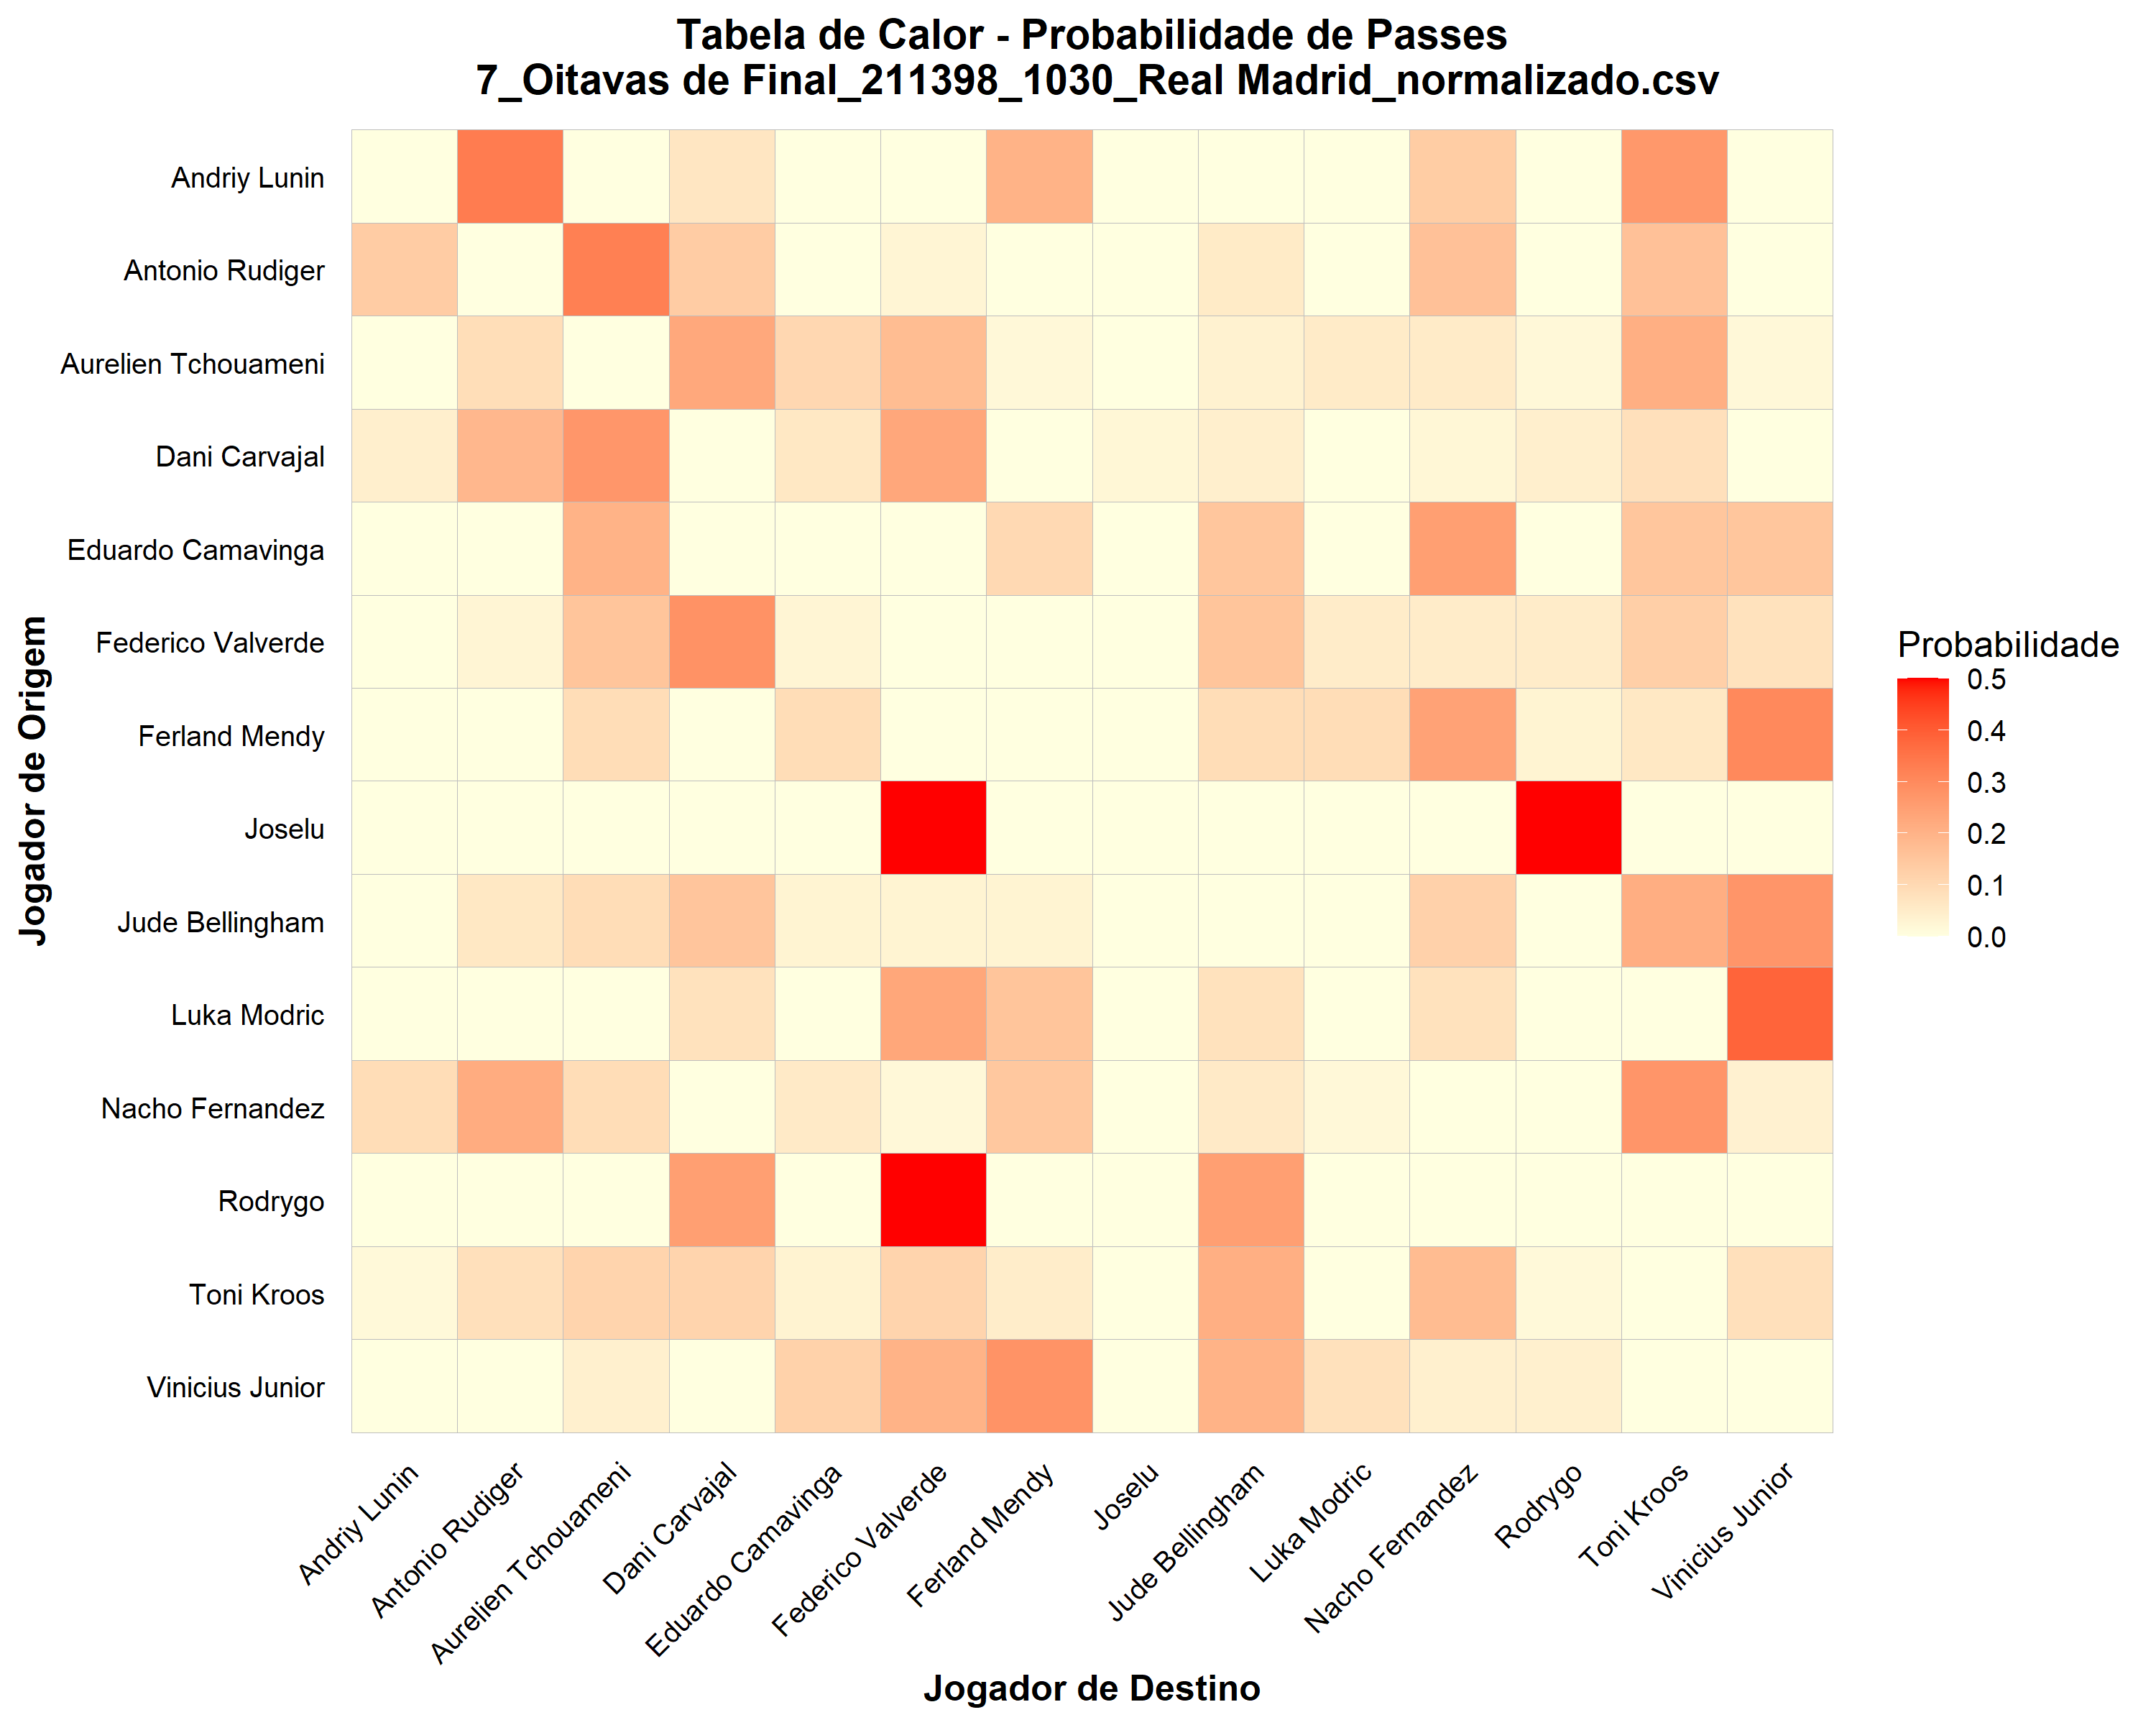 Tabela de Calor - Probabilidade de Passes
7_Oitavas de Final_211398_1030_Real Madrid_normalizado.csv
Jogador de Origem
Andriy Lunin
Antonio Rudiger
Aurelien Tchouameni
Dani Carvajal
Eduardo Camavinga
Federico Valverde
Ferland Mendy
Joselu
Jude Bellingham
Luka Modric
Nacho Fernandez
Rodrygo
Toni Kroos
Vinicius Junior
Andriy Lunin
Antonio Rudiger
Aurelien Tchouameni
Dani Carvajal
Eduardo Camavinga
Federico Valverde
Ferland Mendy
Joselu
Jude Bellingham
Luka Modric
Nacho Fernandez
Rodrygo
Toni Kroos
Vinicius Junior
Jogador de Destino
Probabilidade
0.5
0.4
0.3
0.2
0.1
0.0